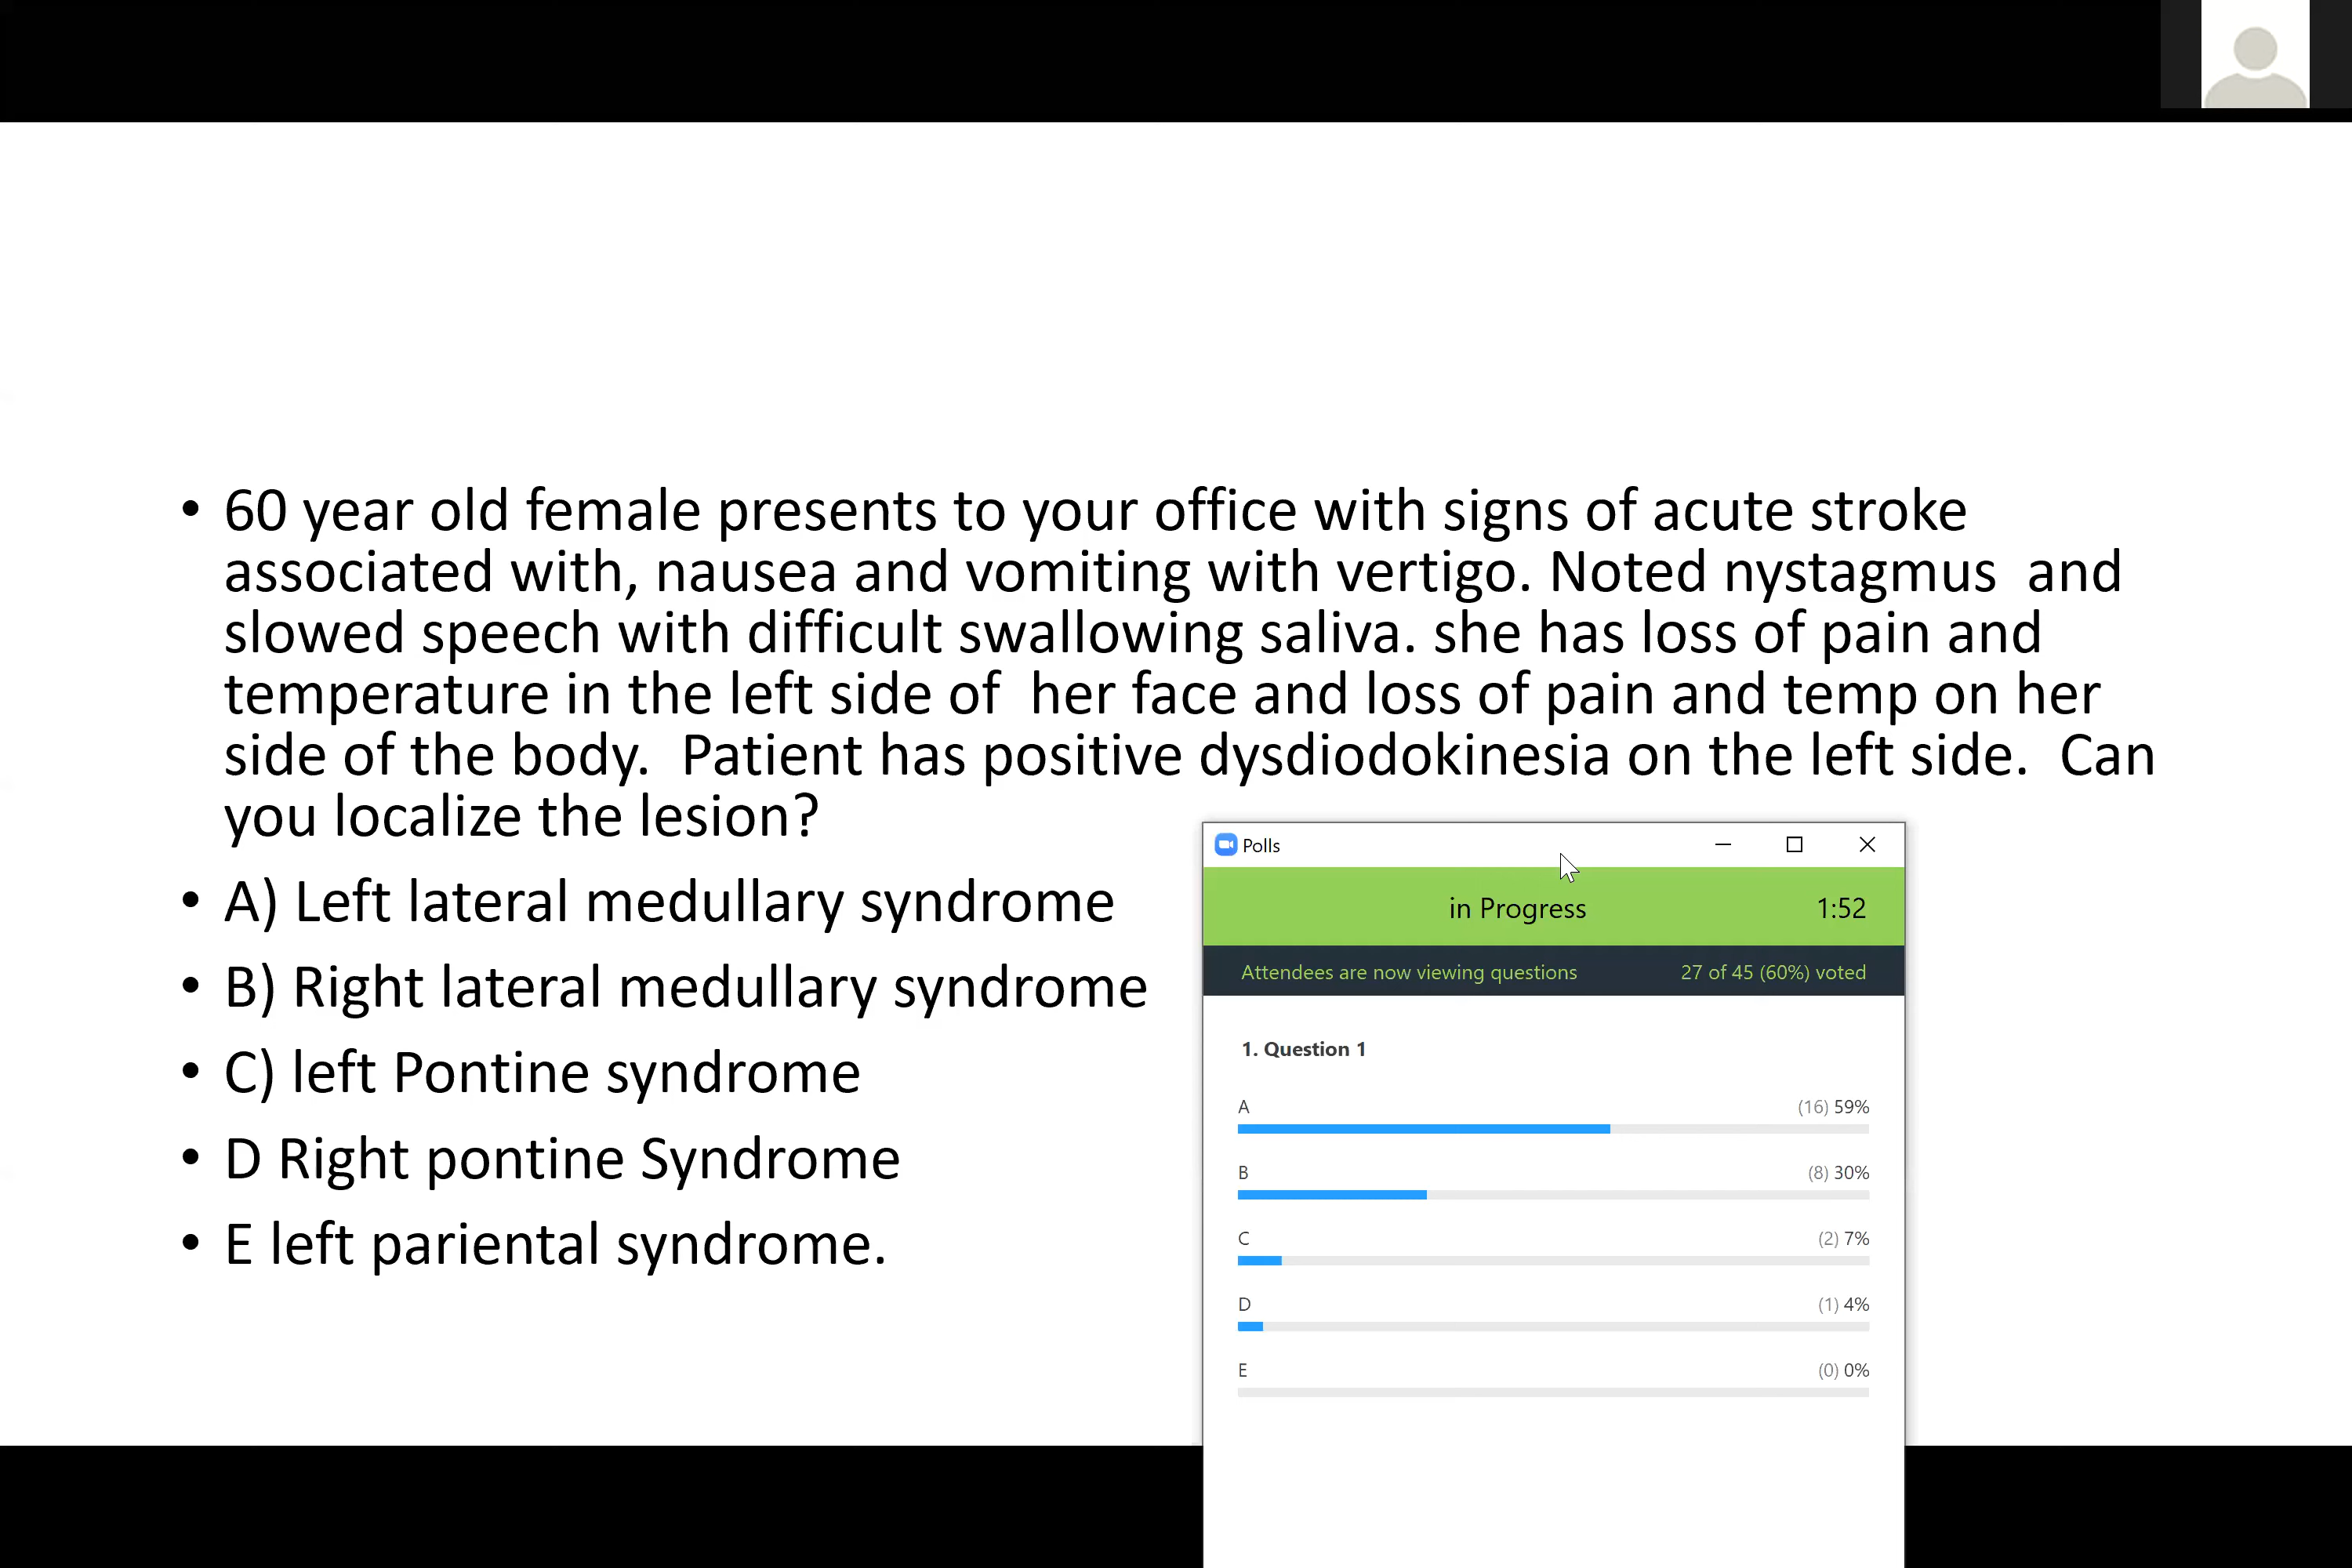 • 60 year old female presents to your office with signs of acute stroke
associated with, nausea and vomiting with vertigo. Noted nystagmus  and
slowed speech with difficult swallowing saliva. she has loss of pain and
temperature in the left side of  her face and loss of pain and temp on her
side of the body.  Patient has positive dysdiodokinesia on the left side.  Can
you localize the lesion?
• A) Left lateral medullary syndrome
• B) Right lateral medullary syndrome
• C) left Pontine syndrome
• D Right pontine Syndrome
• E left pariental syndrome.
Polls
in Progress 1:52
Attendees are now viewing questions 27 of 45 (60%) voted
1. Question 1
A (16) 59%
B (8) 30%
C (2) 7%
D (1) 4%
E (0) 0%